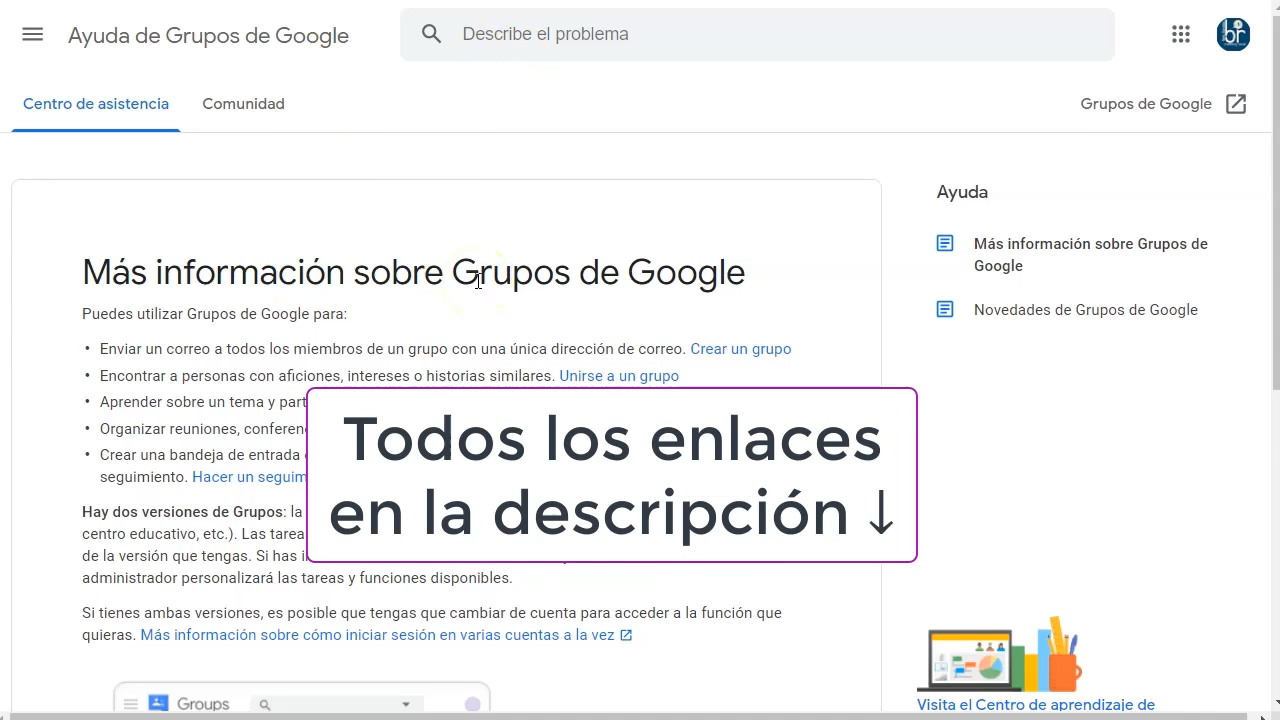 Ayuda de Grupos de Google
Describe el problema
br
Centro de asistencia
Comunidad
Grupos de Google
Más información sobre Grupos de Google
Puedes utilizar Grupos de Google para:
• Enviar un correo a todos los miembros de un grupo con una única dirección de correo. Crear un grupo
• Encontrar a personas con aficiones, intereses o historias similares. Unirse a un grupo
• Aprender sobre un tema y
• Organizar reuniones,
• Crear una bandeja de entrada
seguimiento. Hacer un
Hay dos versiones de Grupos: la
centro educativo, etc.). Las
de la versión que tengas. Si has
administrador personalizará las tareas y funciones disponibles.
Si tienes ambas versiones, es posible que tengas que cambiar de cuenta para acceder a la función que
quieras. Más información sobre cómo iniciar sesión en varias cuentas a la vez
Groups
Todos los enlaces
en la descripción ↓
Ayuda
Más información sobre Grupos de
Google
Novedades de Grupos de Google
Visita el Centro de aprendizaje de